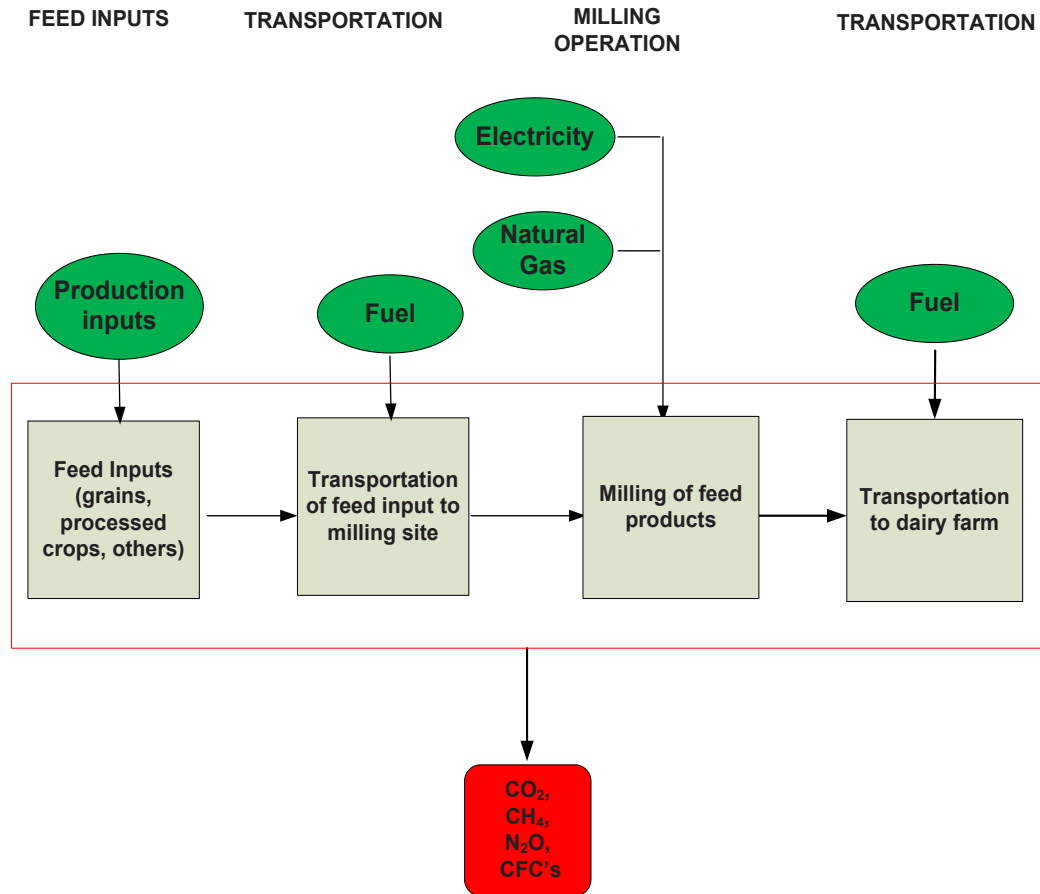 FEED INPUTS
TRANSPORTATION
MILLING
OPERATION
TRANSPORTATION
Electricity
Natural
Gas
Production
inputs
Fuel
Fuel
Feed Inputs
(grains,
processed
crops, others)
Transportation
of feed input to
milling site
Milling of feed
products
Transportation
to dairy farm
CO₂,
CH₄,
N₂O,
CFC's